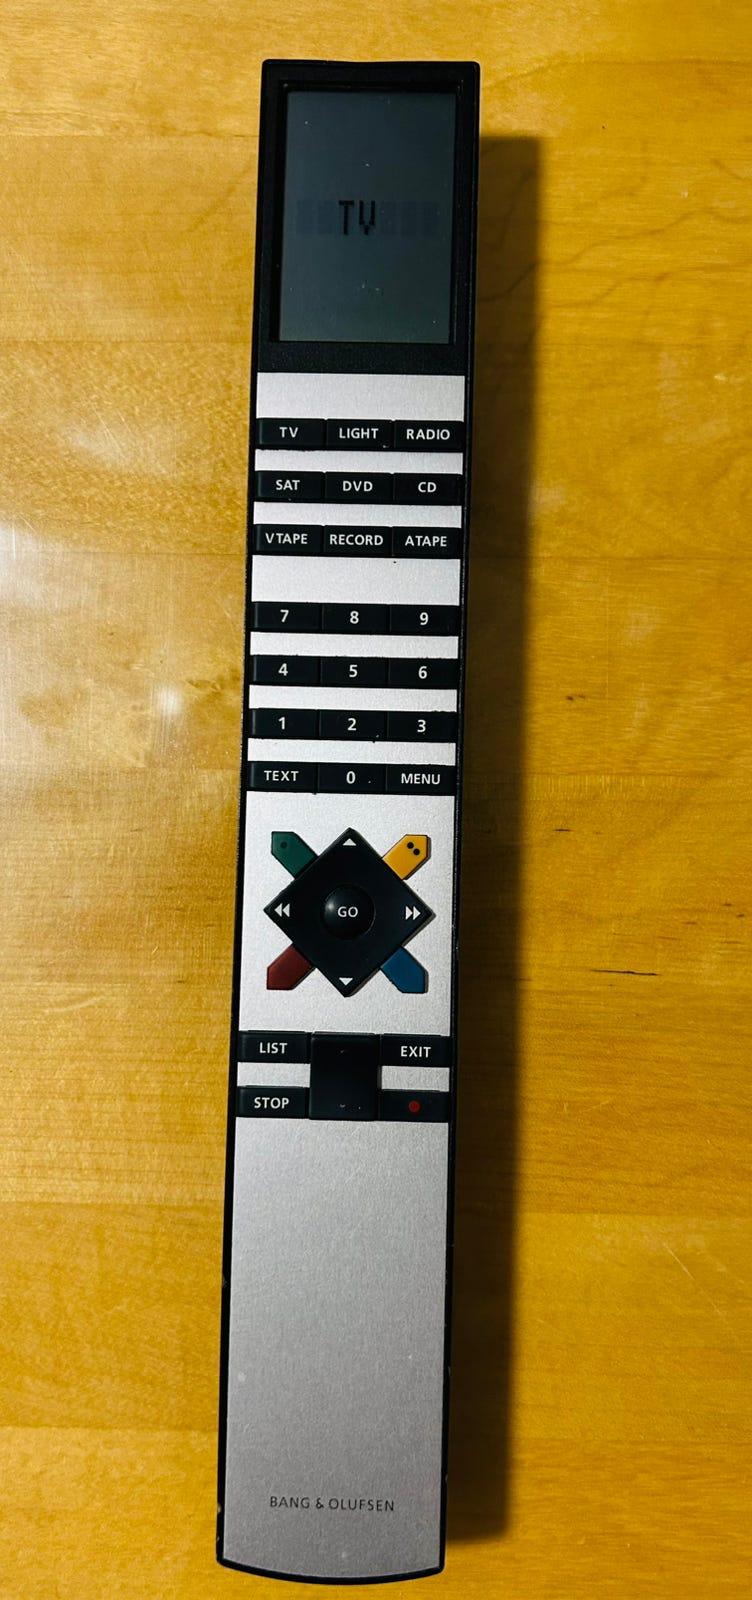 TV
TV LIGHT RADIO
SAT DVD CD
VTAPE RECORD ATAPE
7 8 9
4 5 6
1 2 3
TEXT 0 MENU
GO
LIST EXIT
STOP
BANG & OLUFSEN